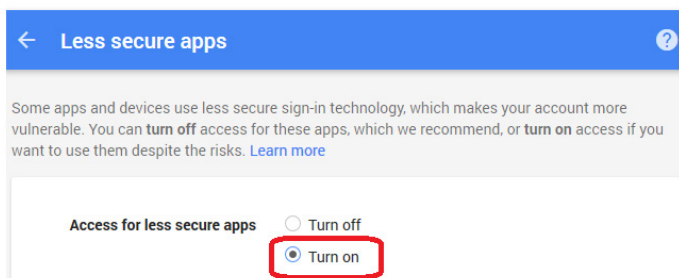 Less secure apps
Some apps and devices use less secure sign-in technology, which makes your account more
vulnerable. You can turn off access for these apps, which we recommend, or turn on access if you
want to use them despite the risks. Learn more
Access for less secure apps
Turn off
Turn on